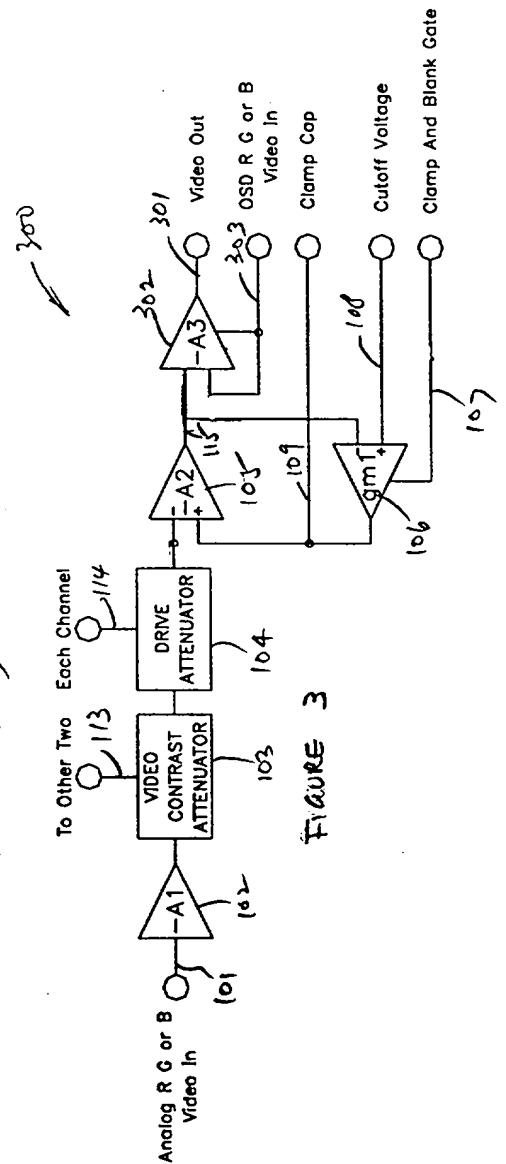 300
Analog R G or B
Video In
101
−A1
102
To Other Two
113
VIDEO
CONTRAST
ATTENUATOR
103
Each Channel
114
DRIVE
ATTENUATOR
104
−
+
−A2
105
115
−A3
302
301
Video Out
303
OSD R G or B
Video In
109
Clamp Cap
−
+
gm1
106
108
Cutoff Voltage
107
Clamp And Blank Gate
FIGURE 3